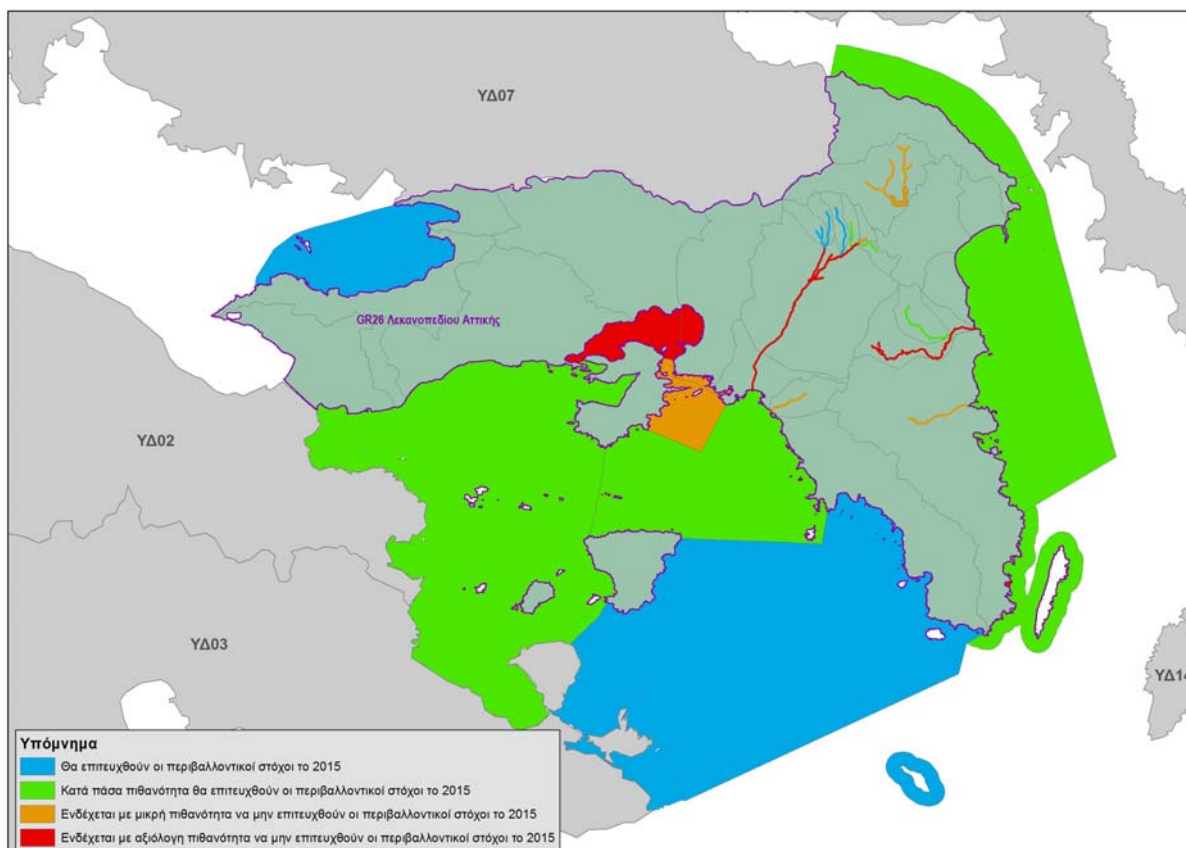 ΥΔ07
GR26 Λεκανοπεδίου Αττικής
ΥΔ02
ΥΔ03
ΥΔ14
Υπόμνημα
Θα επιτευχθούν οι περιβαλλοντικοί στόχοι το 2015
Κατά πάσα πιθανότητα θα επιτευχθούν οι περιβαλλοντικοί στόχοι το 2015
Ενδέχεται με μικρή πιθανότητα να μην επιτευχθούν οι περιβαλλοντικοί στόχοι το 2015
Ενδέχεται με αξιόλογη πιθανότητα να μην επιτευχθούν οι περιβαλλοντικοί στόχοι το 2015